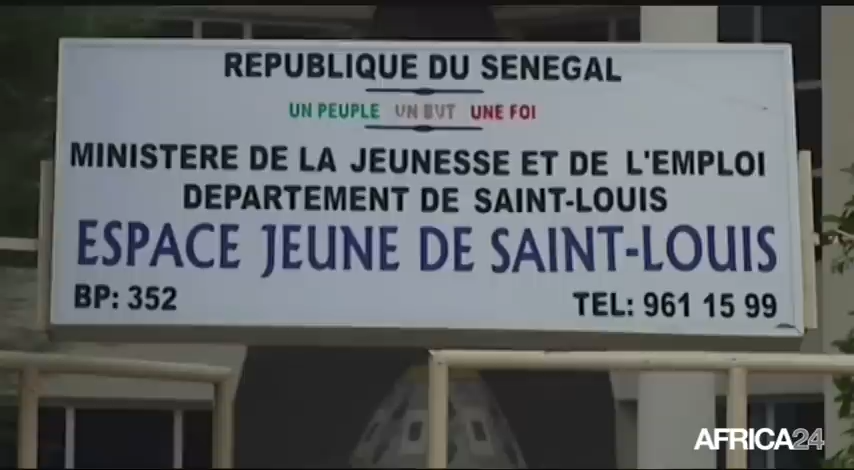 REPUBLIQUE DU SENEGAL
UN PEUPLE UN BUT UNE FOI
MINISTERE DE LA JEUNESSE ET DE L'EMPLOI
DEPARTEMENT DE SAINT-LOUIS
ESPACE JEUNE DE SAINT-LOUIS
BP: 352 TEL: 961 15 99
AFRICA24